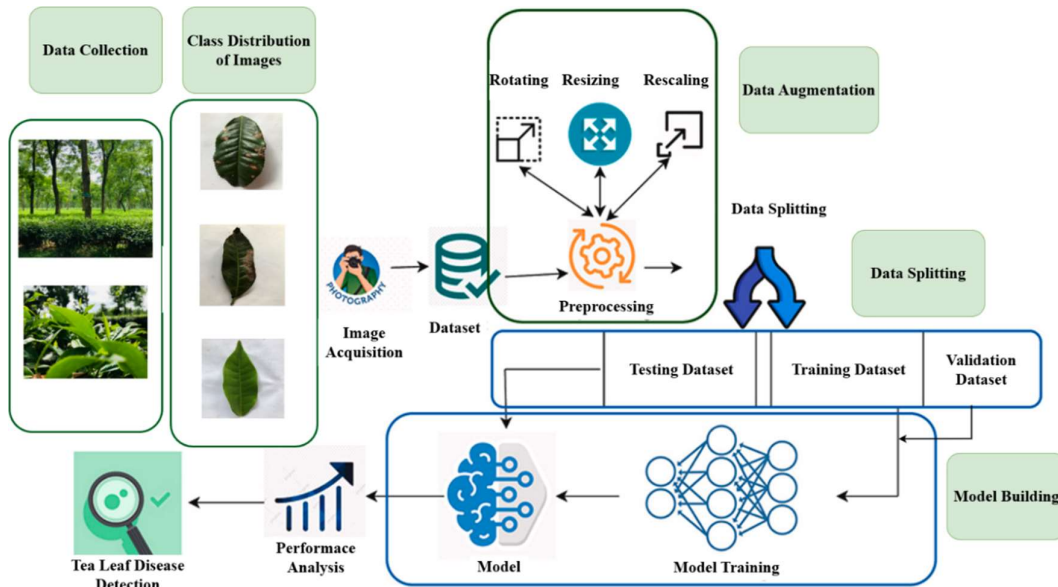 Data Collection
Class Distribution
of Images
Rotating
Resizing
Rescaling
Data Augmentation
Data Splitting
Data Splitting
PHOTOGRAPHY
Image
Acquisition
Dataset
Preprocessing
Testing Dataset
Training Dataset
Validation
Dataset
Model Building
Tea Leaf Disease
Detection
Performace
Analysis
Model
Model Training